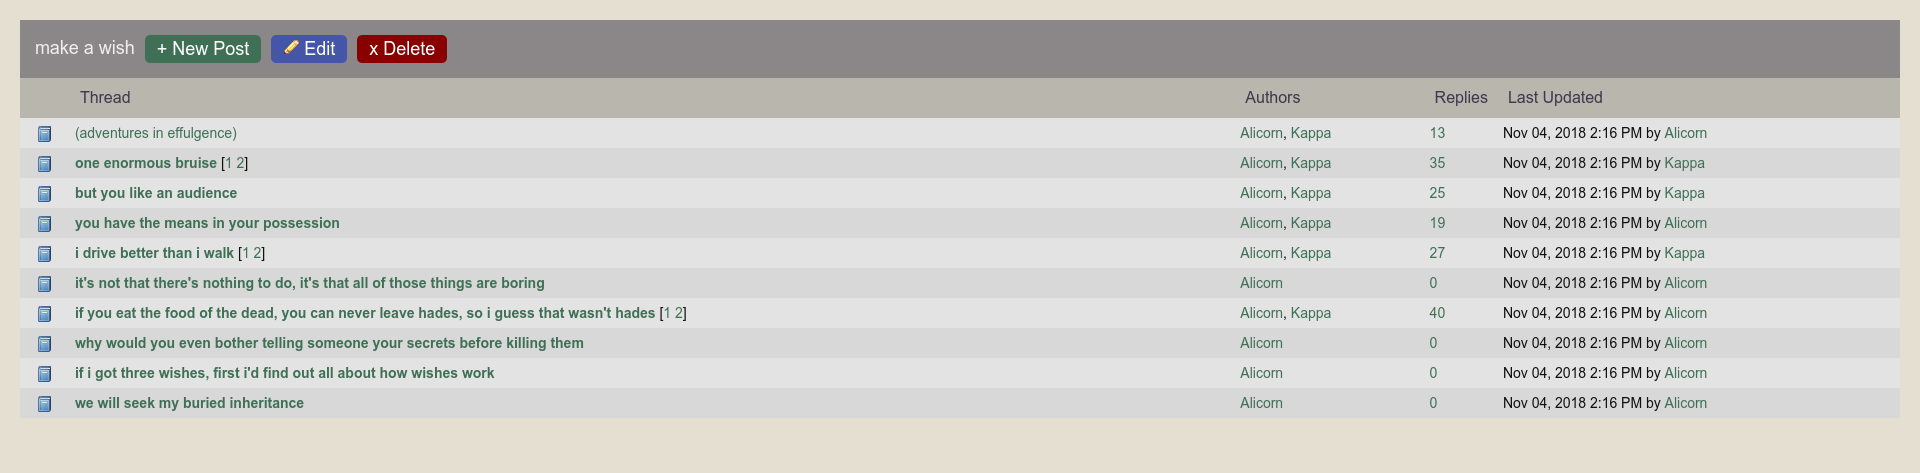 make a wish + New Post Edit x Delete
Thread Authors Replies Last Updated
(adventures in effulgence) Alicorn, Kappa 13 Nov 04, 2018 2:16 PM by Alicorn
one enormous bruise [1 2] Alicorn, Kappa 35 Nov 04, 2018 2:16 PM by Kappa
but you like an audience Alicorn, Kappa 25 Nov 04, 2018 2:16 PM by Kappa
you have the means in your possession Alicorn, Kappa 19 Nov 04, 2018 2:16 PM by Alicorn
i drive better than i walk [1 2] Alicorn, Kappa 27 Nov 04, 2018 2:16 PM by Kappa
it's not that there's nothing to do, it's that all of those things are boring Alicorn 0 Nov 04, 2018 2:16 PM by Alicorn
if you eat the food of the dead, you can never leave hades, so i guess that wasn't hades [1 2] Alicorn, Kappa 40 Nov 04, 2018 2:16 PM by Alicorn
why would you even bother telling someone your secrets before killing them Alicorn 0 Nov 04, 2018 2:16 PM by Alicorn
if i got three wishes, first i'd find out all about how wishes work Alicorn 0 Nov 04, 2018 2:16 PM by Alicorn
we will seek my buried inheritance Alicorn 0 Nov 04, 2018 2:16 PM by Alicorn